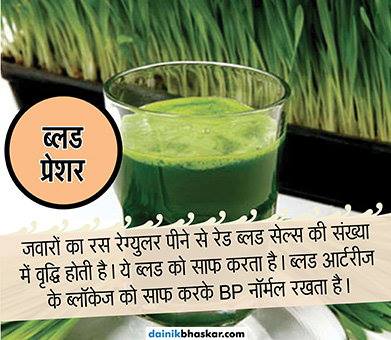 ब्लड
प्रेशर
जवारों का रस रेग्युलर पीने से रेड ब्लड सेल्स की संख्या
में वृद्धि होती है। ये ब्लड को साफ करता है। ब्लड आर्टरीज
के ब्लॉकेज को साफ करके BP नॉर्मल रखता है।
dainikbhaskar.com